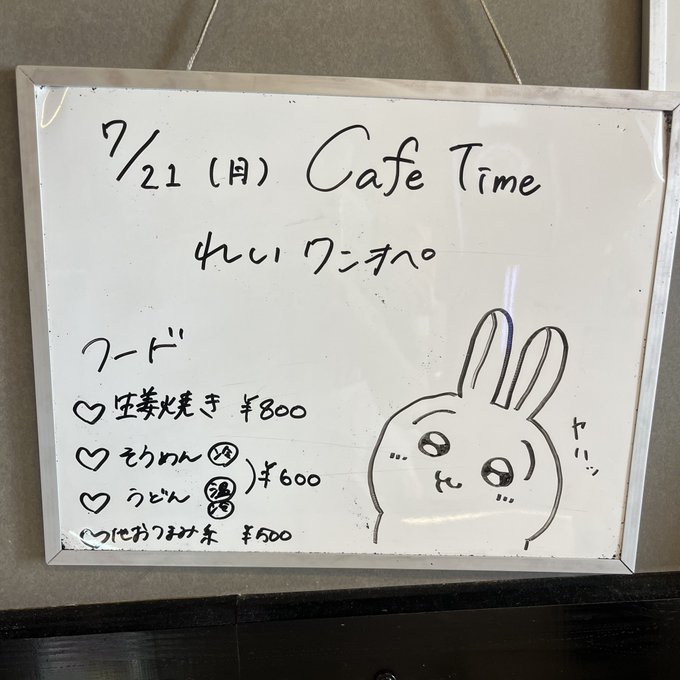 7/21 (月) Cafe Time
れい ワンオペ
フード
♡ 生姜焼き ¥800
♡ そうめん 冷
♡ うどん 温 冷
) ¥600
♡ 他おつまみ系 ¥500
ヤハッ